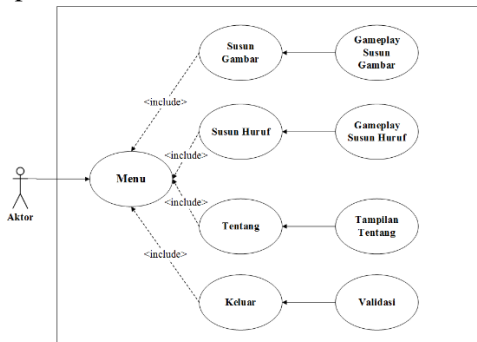 Susun
Gambar
Gameplay
Susun
Gambar
<include>
Susun Huruf
Gameplay
Susun Huruf
<include>
Menu
Aktor
<include>
Tentang
Tampilan
Tentang
<include>
Keluar
Validasi